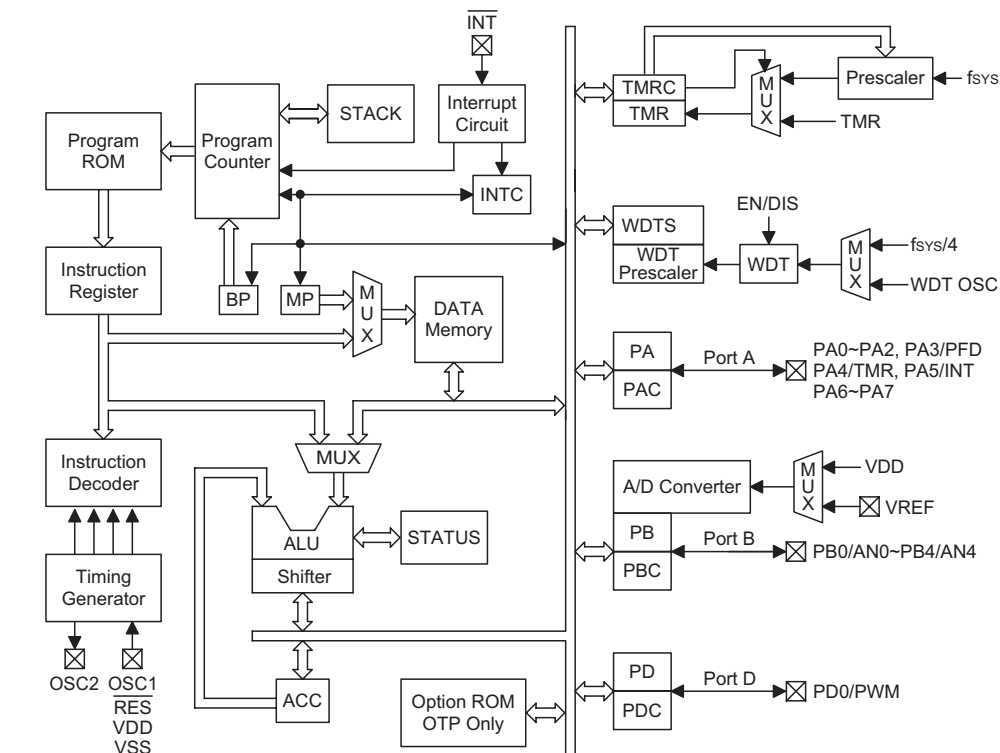 INT
Interrupt
Circuit
INTC
STACK
Program
Counter
Program
ROM
Instruction
Register
BP
MP
MUX
DATA
Memory
Instruction
Decoder
MUX
ALU
Shifter
STATUS
Timing
Generator
OSC2 OSC1
RES
VDD
VSS
ACC
Option ROM
OTP Only
TMRC
TMR
MUX
Prescaler
fSYS
TMR
WDTS
WDT
Prescaler
EN/DIS
WDT
MUX
fSYS/4
WDT OSC
PA
PAC
Port A
PA0~PA2, PA3/PFD
PA4/TMR, PA5/INT
PA6~PA7
A/D Converter
MUX
VDD
VREF
PB
PBC
Port B
PB0/AN0~PB4/AN4
PD
PDC
Port D
PD0/PWM